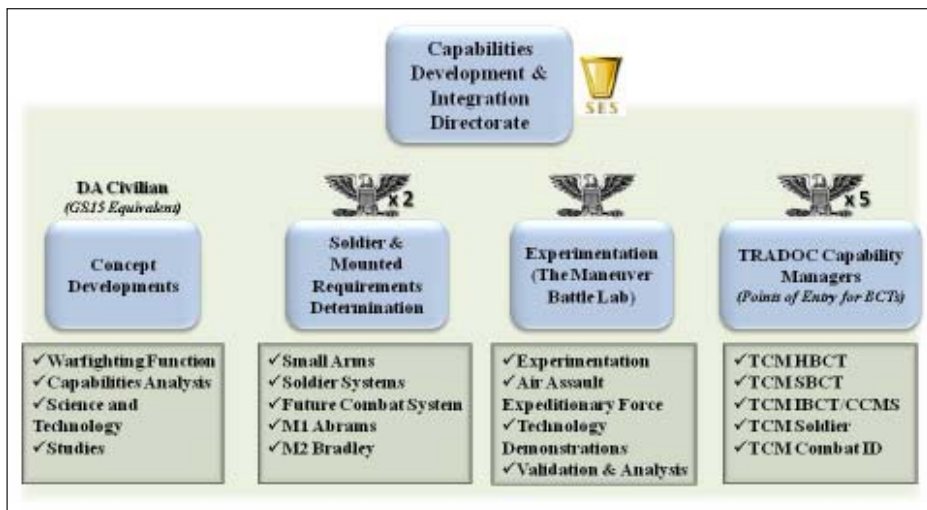 Capabilities
Development &
Integration
Directorate
SES
DA Civilian
(GS15 Equivalent)
Concept
Developments
✓Warfighting Function
✓Capabilities Analysis
✓Science and
Technology
✓Studies
x 2
Soldier &
Mounted
Requirements
Determination
✓Small Arms
✓Soldier Systems
✓Future Combat System
✓M1 Abrams
✓M2 Bradley
Experimentation
(The Maneuver
Battle Lab)
✓Experimentation
✓Air Assault
Expeditionary Force
✓Technology
Demonstrations
✓Validation & Analysis
x 5
TRADOC Capability
Managers
(Points of Entry for BCTs)
✓TCM HBCT
✓TCM SBCT
✓TCM IBCT/CCMS
✓TCM Soldier
✓TCM Combat ID